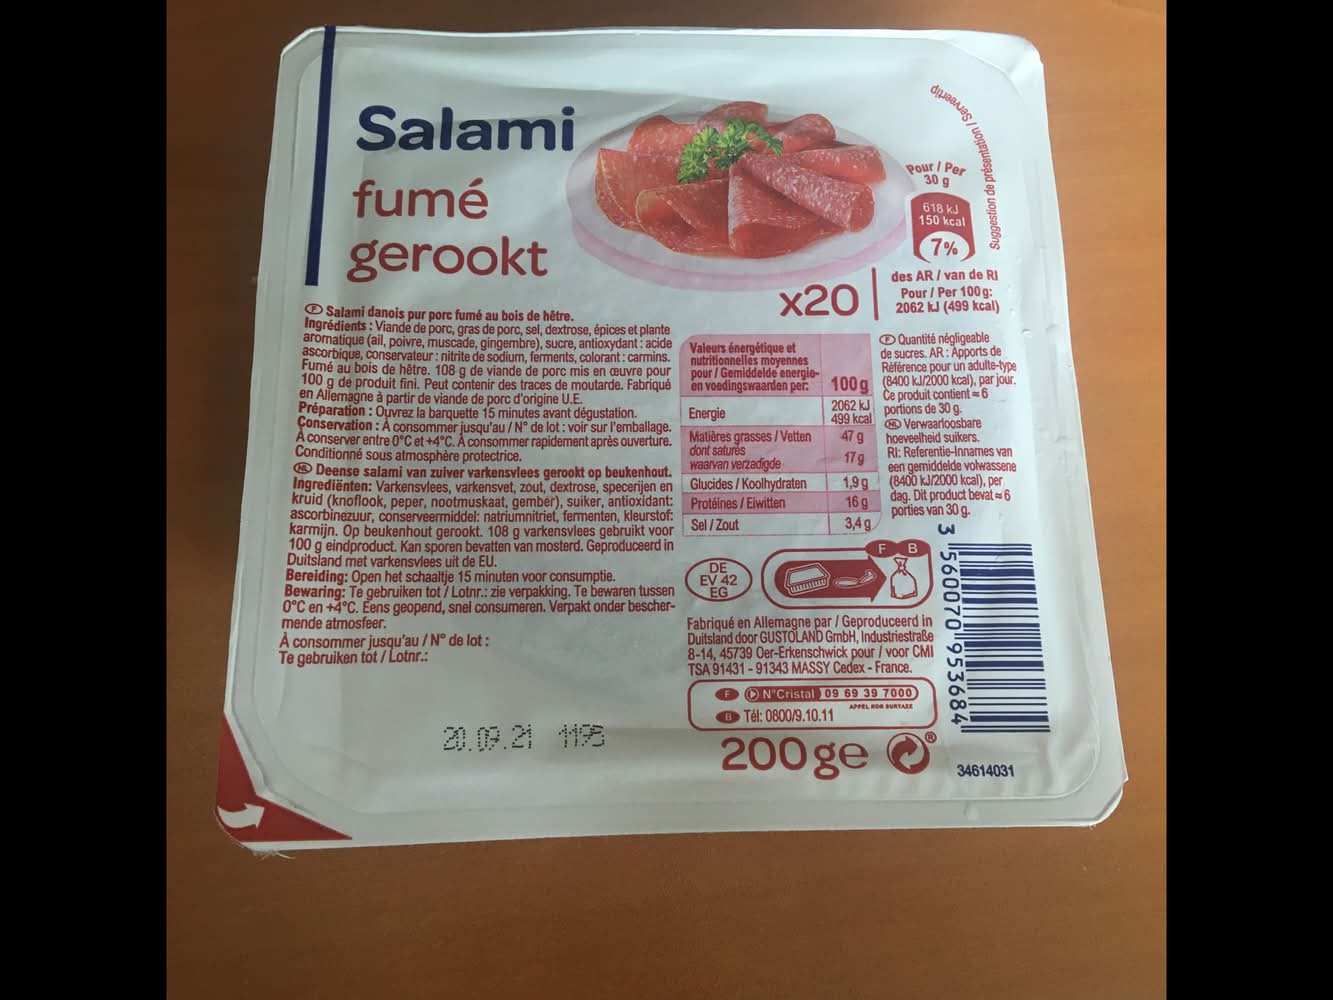 Salami
fumé
gerookt
x20
Suggestion de présentation / Serveertip
Pour / Per
30 g
618 kJ
150 kcal
7%
des AR / van de RI
Pour / Per 100 g:
2062 kJ (499 kcal)
F Salami danois pur porc fumé au bois de hêtre.
Ingrédients : Viande de porc, gras de porc, sel, dextrose, épices et plante
aromatique (ail, poivre, muscade, gingembre), sucre, antioxydant : acide
ascorbique, conservateur : nitrite de sodium, ferments, colorant : carmins.
Fumé au bois de hêtre. 108 g de viande de porc mis en œuvre pour
100 g de produit fini. Peut contenir des traces de moutarde. Fabriqué
en Allemagne à partir de viande de porc d'origine U.E.
Préparation : Ouvrez la barquette 15 minutes avant dégustation.
Conservation : À consommer jusqu'au / N° de lot : voir sur l'emballage.
À conserver entre 0°C et +4°C. À consommer rapidement après ouverture.
Conditionné sous atmosphère protectrice.
NL Deense salami van zuiver varkensvlees gerookt op beukenhout.
Ingrediënten: Varkensvlees, varkensvet, zout, dextrose, specerijen en
kruid (knoflook, peper, nootmuskaat, gember), suiker, antioxidant:
ascorbinezuur, conserveermiddel: natriumnitriet, fermenten, kleurstof:
karmijn. Op beukenhout gerookt. 108 g varkensvlees gebruikt voor
100 g eindproduct. Kan sporen bevatten van mosterd. Geproduceerd in
Duitsland met varkensvlees uit de EU.
Bereiding: Open het schaaltje 15 minuten voor consumptie.
Bewaring: Te gebruiken tot / Lotnr.: zie verpakking. Te bewaren tussen
0°C en +4°C. Eens geopend, snel consumeren. Verpakt onder bescher-
mende atmosfeer.
À consommer jusqu'au / N° de lot :
Te gebruiken tot / Lotnr.:
20.09.21 1195
Valeurs énergétique et
nutritionnelles moyennes
pour / Gemiddelde energie-
en voedingswaarden per: 100 g
Energie 2062 kJ
499 kcal
Matières grasses / Vetten 47 g
dont saturés
waarvan verzadigde 17 g
Glucides / Koolhydraten 1,9 g
Protéines / Eiwitten 16 g
Sel / Zout 3,4 g
F Quantité négligeable
de sucres. AR : Apports de
Référence pour un adulte-type
(8400 kJ/2000 kcal), par jour.
Ce produit contient ≈ 6
portions de 30 g.
NL Verwaarloosbare
hoeveelheid suikers.
RI: Referentie-Innames van
een gemiddelde volwassene
(8400 kJ/2000 kcal), per
dag. Dit product bevat ≈ 6
porties van 30 g.
DE
EV 42
EG
F B
Fabriqué en Allemagne par / Geproduceerd in
Duitsland door GUSTOLAND GmbH, Industriestraße
8-14, 45739 Oer-Erkenschwick pour / voor CMI
TSA 91431 - 91343 MASSY Cedex - France.
F N°Cristal 09 69 39 7000
APPEL NON SURTAXE
B Tél: 0800/9.10.11
200 g e
®
3 560070 953684
34614031